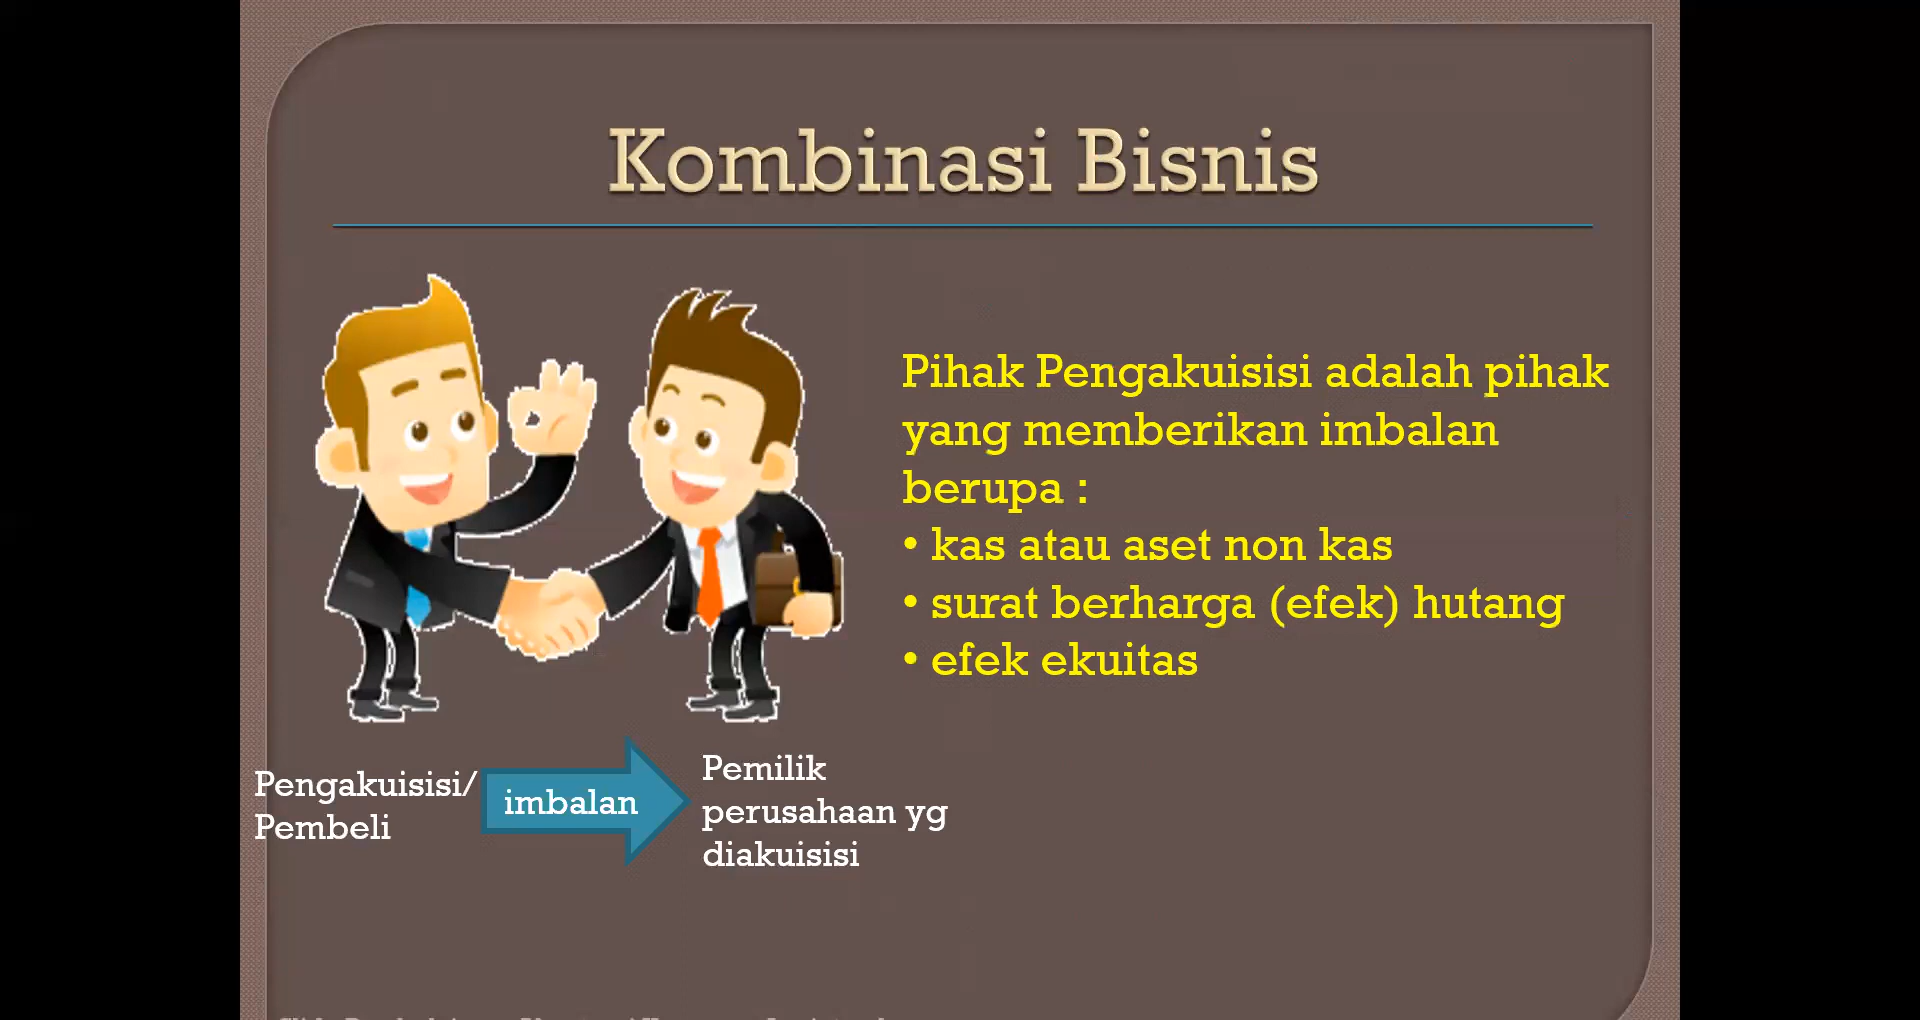 Kombinasi Bisnis
Pihak Pengakuisisi adalah pihak
yang memberikan imbalan
berupa :
• kas atau aset non kas
• surat berharga (efek) hutang
• efek ekuitas
Pengakuisisi/
Pembeli
imbalan
Pemilik
perusahaan yg
diakuisisi